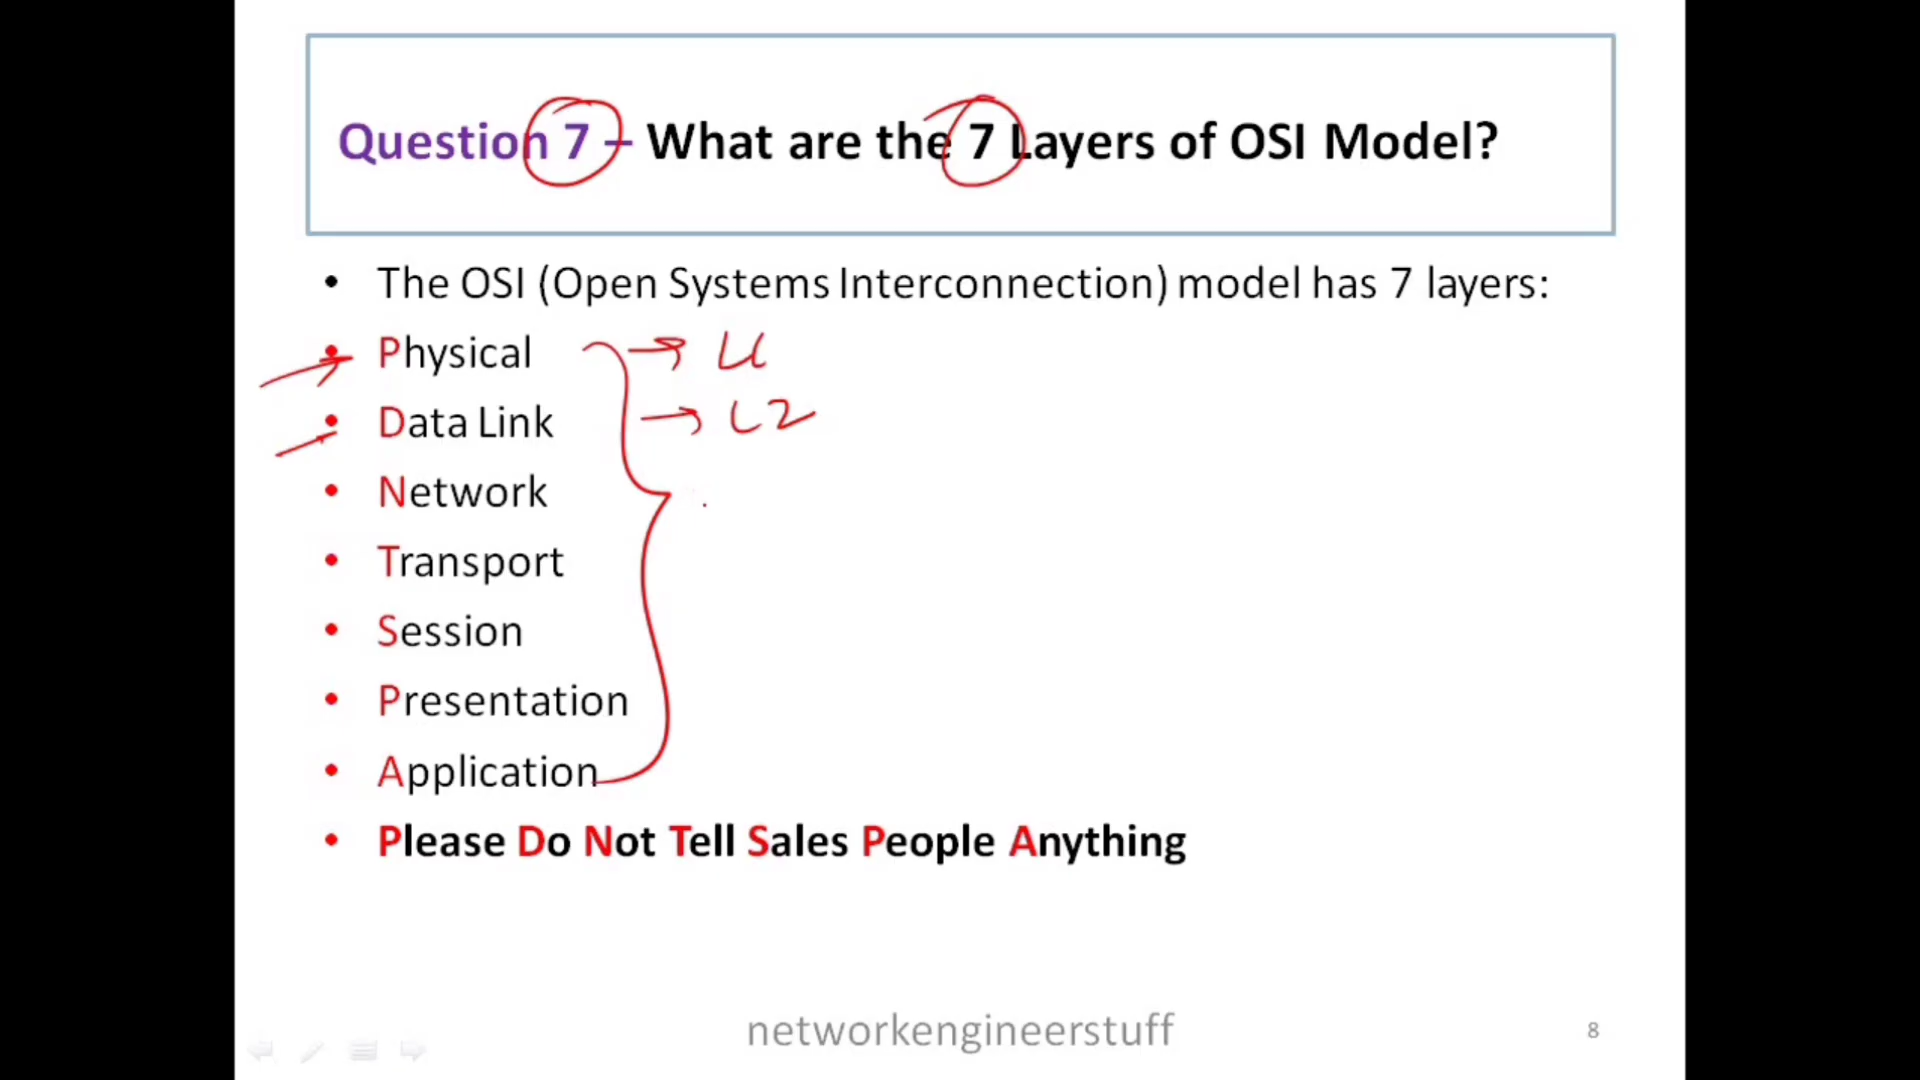 Question 7 – What are the 7 Layers of OSI Model?
• The OSI (Open Systems Interconnection) model has 7 layers:
• Physical → L1
• Data Link → L2
• Network
• Transport
• Session
• Presentation
• Application
• Please Do Not Tell Sales People Anything
networkengineerstuff
8